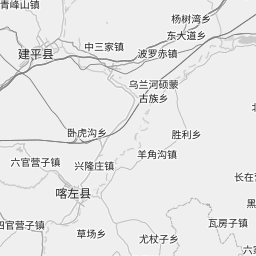 青峰山镇
杨树湾乡
东大道乡
中三家镇
建平县
波罗赤镇
乌兰河硕蒙
古族乡
卧虎沟乡
胜利乡
羊角沟镇
六官营子镇
兴隆庄镇
长在
喀左县
黑
瓦房子镇
四官营子镇
草场乡
尤杖子乡
六家